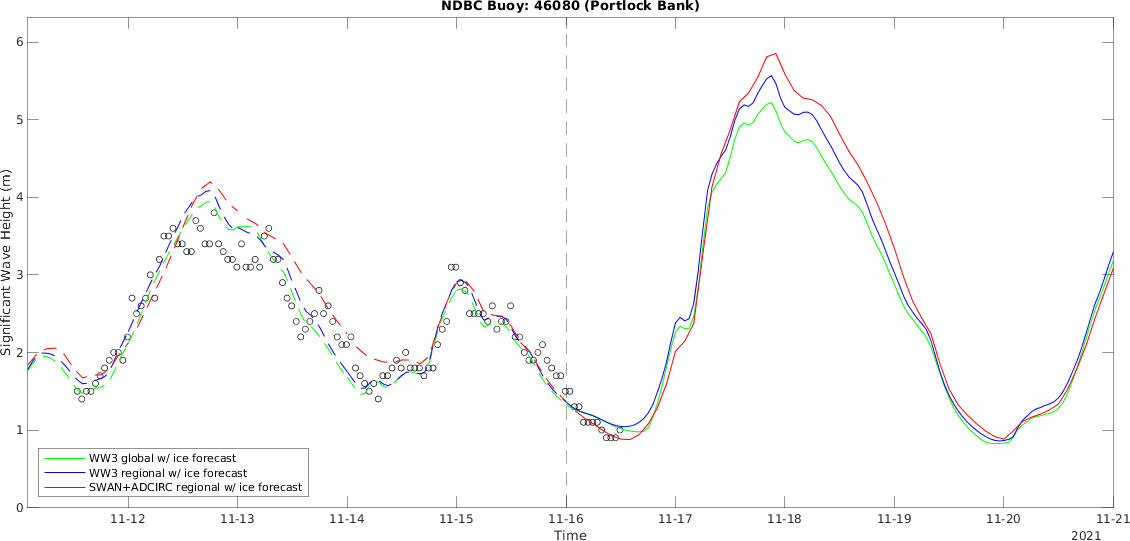 NDBC Buoy: 46080 (Portlock Bank)
6
5
4
3
2
1
0
Significant Wave Height (m)
WW3 global w/ ice forecast
WW3 regional w/ ice forecast
SWAN+ADCIRC regional w/ ice forecast
11-12 11-13 11-14 11-15 11-16 11-17 11-18 11-19 11-20 11-21
Time
2021